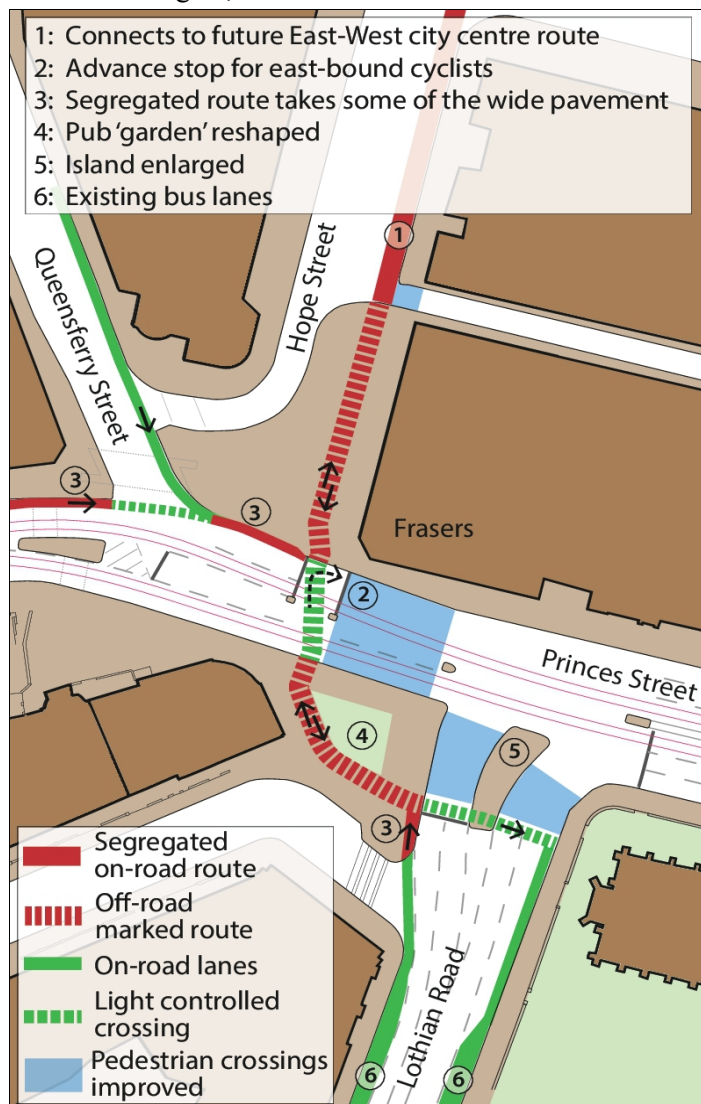 1: Connects to future East-West city centre route
2: Advance stop for east-bound cyclists
3: Segregated route takes some of the wide pavement
4: Pub ‘garden’ reshaped
5: Island enlarged
6: Existing bus lanes
1
Hope Street
Queensferry Street
3
3
Frasers
2
Princes Street
4
5
3
Segregated
on-road route
Off-road
marked route
On-road lanes
Light controlled
crossing
Pedestrian crossings
improved
Lothian Road
6
6